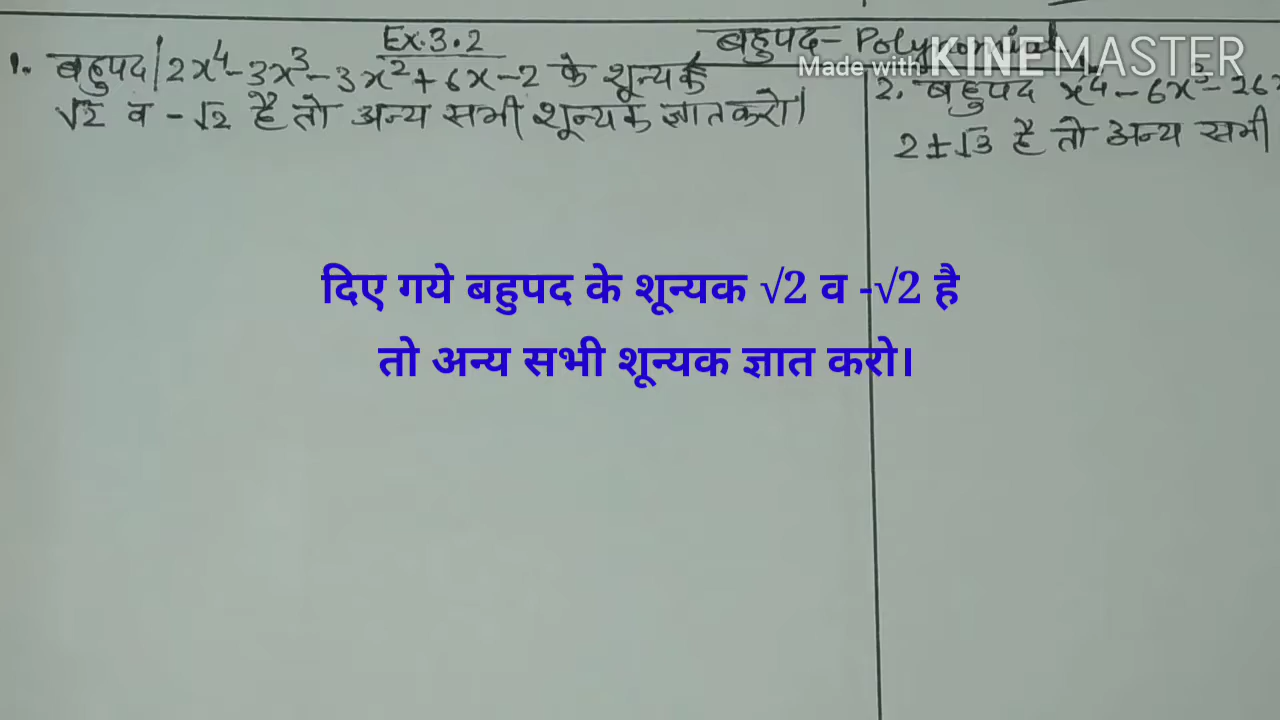 Ex.3.2
बहुपद - Polynomial
Made with KINEMASTER
1. बहुपद 2x⁴-3x³-3x²+6x-2 के शून्यक
√2 व -√2 है तो अन्य सभी शून्यक ज्ञात करो।
2. बहुपद x⁴-6x³-26
2±√3 है तो अन्य सभी
दिए गये बहुपद के शून्यक √2 व -√2 है
तो अन्य सभी शून्यक ज्ञात करो।